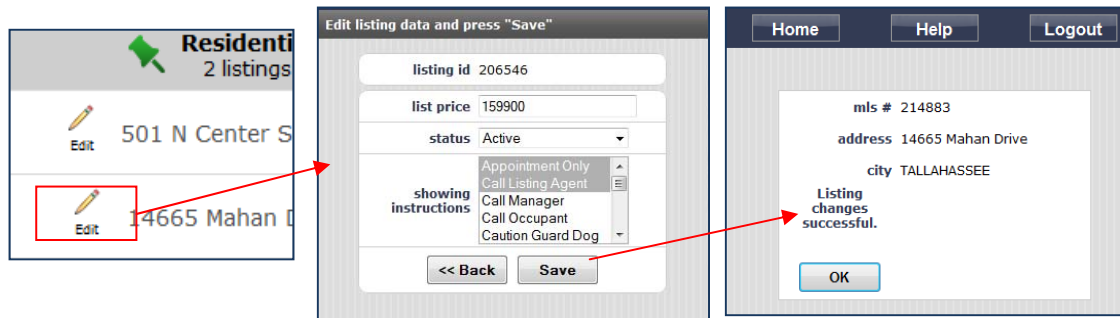 Residenti
2 listings
Edit
501 N Center S
Edit
14665 Mahan D
Edit listing data and press "Save"
listing id 206546
list price 159900
status Active
showing instructions
Appointment Only
Call Listing Agent
Call Manager
Call Occupant
Caution Guard Dog
<< Back Save
Home Help Logout
mls # 214883
address 14665 Mahan Drive
city TALLAHASSEE
Listing
changes
successful.
OK